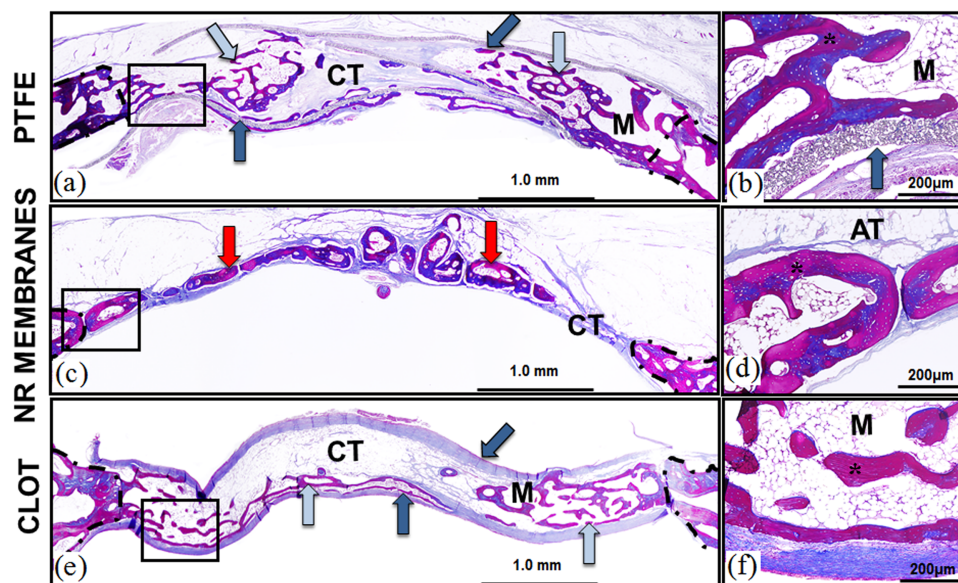 PTFE
CT
M
(a)
1.0 mm
*
M
(b)
200μm
NR MEMBRANES
CT
(c)
1.0 mm
AT
*
(d)
200μm
CLOT
CT
M
(e)
1.0 mm
M
*
(f)
200μm